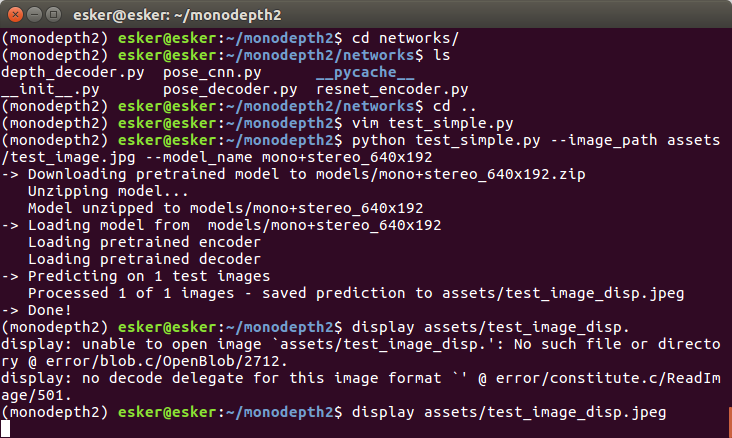 esker@esker: ~/monodepth2
(monodepth2) esker@esker:~/monodepth2$ cd networks/
(monodepth2) esker@esker:~/monodepth2/networks$ ls
depth_decoder.py  pose_cnn.py      __pycache__
__init__.py       pose_decoder.py  resnet_encoder.py
(monodepth2) esker@esker:~/monodepth2/networks$ cd ..
(monodepth2) esker@esker:~/monodepth2$ vim test_simple.py
(monodepth2) esker@esker:~/monodepth2$ python test_simple.py --image_path assets
/test_image.jpg --model_name mono+stereo_640x192
-> Downloading pretrained model to models/mono+stereo_640x192.zip
   Unzipping model...
   Model unzipped to models/mono+stereo_640x192
-> Loading model from  models/mono+stereo_640x192
   Loading pretrained encoder
   Loading pretrained decoder
-> Predicting on 1 test images
   Processed 1 of 1 images - saved prediction to assets/test_image_disp.jpeg
-> Done!
(monodepth2) esker@esker:~/monodepth2$ display assets/test_image_disp.
display: unable to open image `assets/test_image_disp.': No such file or directo
ry @ error/blob.c/OpenBlob/2712.
display: no decode delegate for this image format `' @ error/constitute.c/ReadIm
age/501.
(monodepth2) esker@esker:~/monodepth2$ display assets/test_image_disp.jpeg